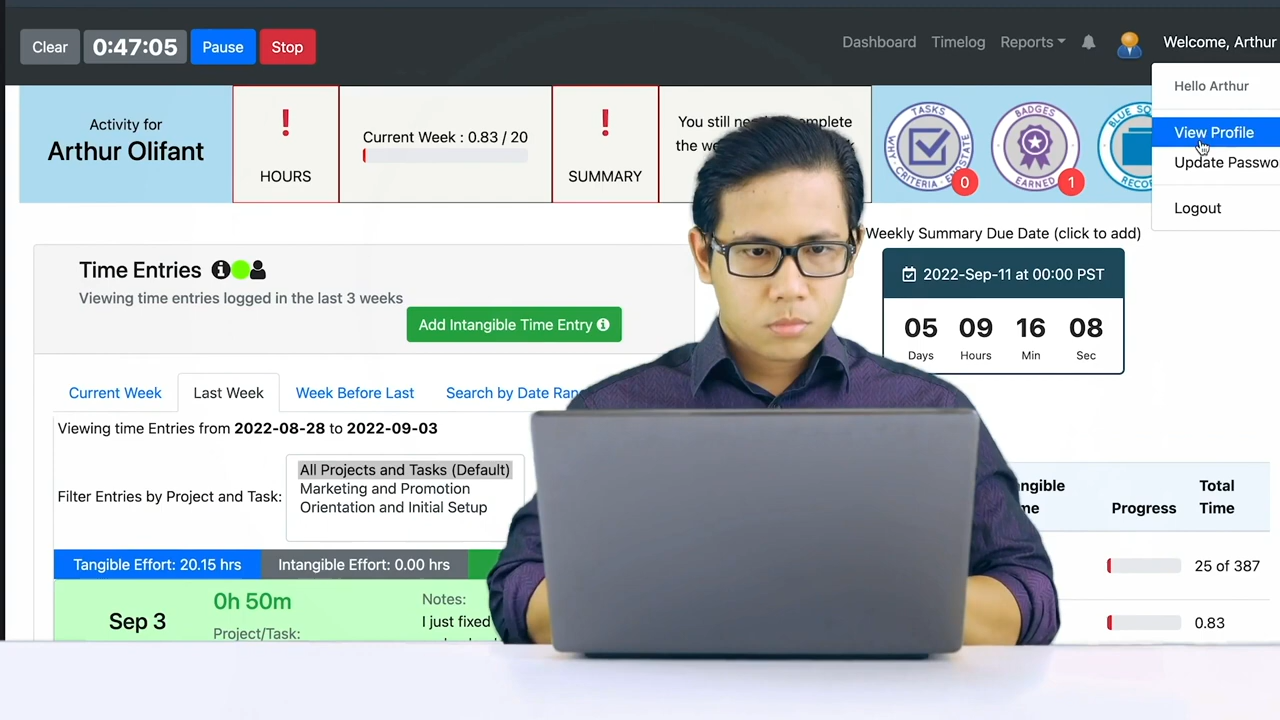 Clear
0:47:05
Pause
Stop
Dashboard
Timelog
Reports
Welcome, Arthur
Hello Arthur
View Profile
Update Passwo
Logout
Activity for
Arthur Olifant
!
HOURS
Current Week : 0.83 / 20
!
SUMMARY
You still ne
mplete
the we
TASKS
WHY • CRITERIA • ENDSTATE
0
BADGES
EARNED
1
BLUE SQ
RECO
Time Entries
Viewing time entries logged in the last 3 weeks
Add Intangible Time Entry
Weekly Summary Due Date (click to add)
2022-Sep-11 at 00:00 PST
05 09 16 08
Days Hours Min Sec
Current Week
Last Week
Week Before Last
Search by Date Ran
Viewing time Entries from 2022-08-28 to 2022-09-03
Filter Entries by Project and Task:
All Projects and Tasks (Default)
Marketing and Promotion
Orientation and Initial Setup
Tangible Effort: 20.15 hrs
Intangible Effort: 0.00 hrs
Sep 3
0h 50m
Project/Task:
Notes:
I just fixed
ngible
me
Progress
Total
Time
25 of 387
0.83